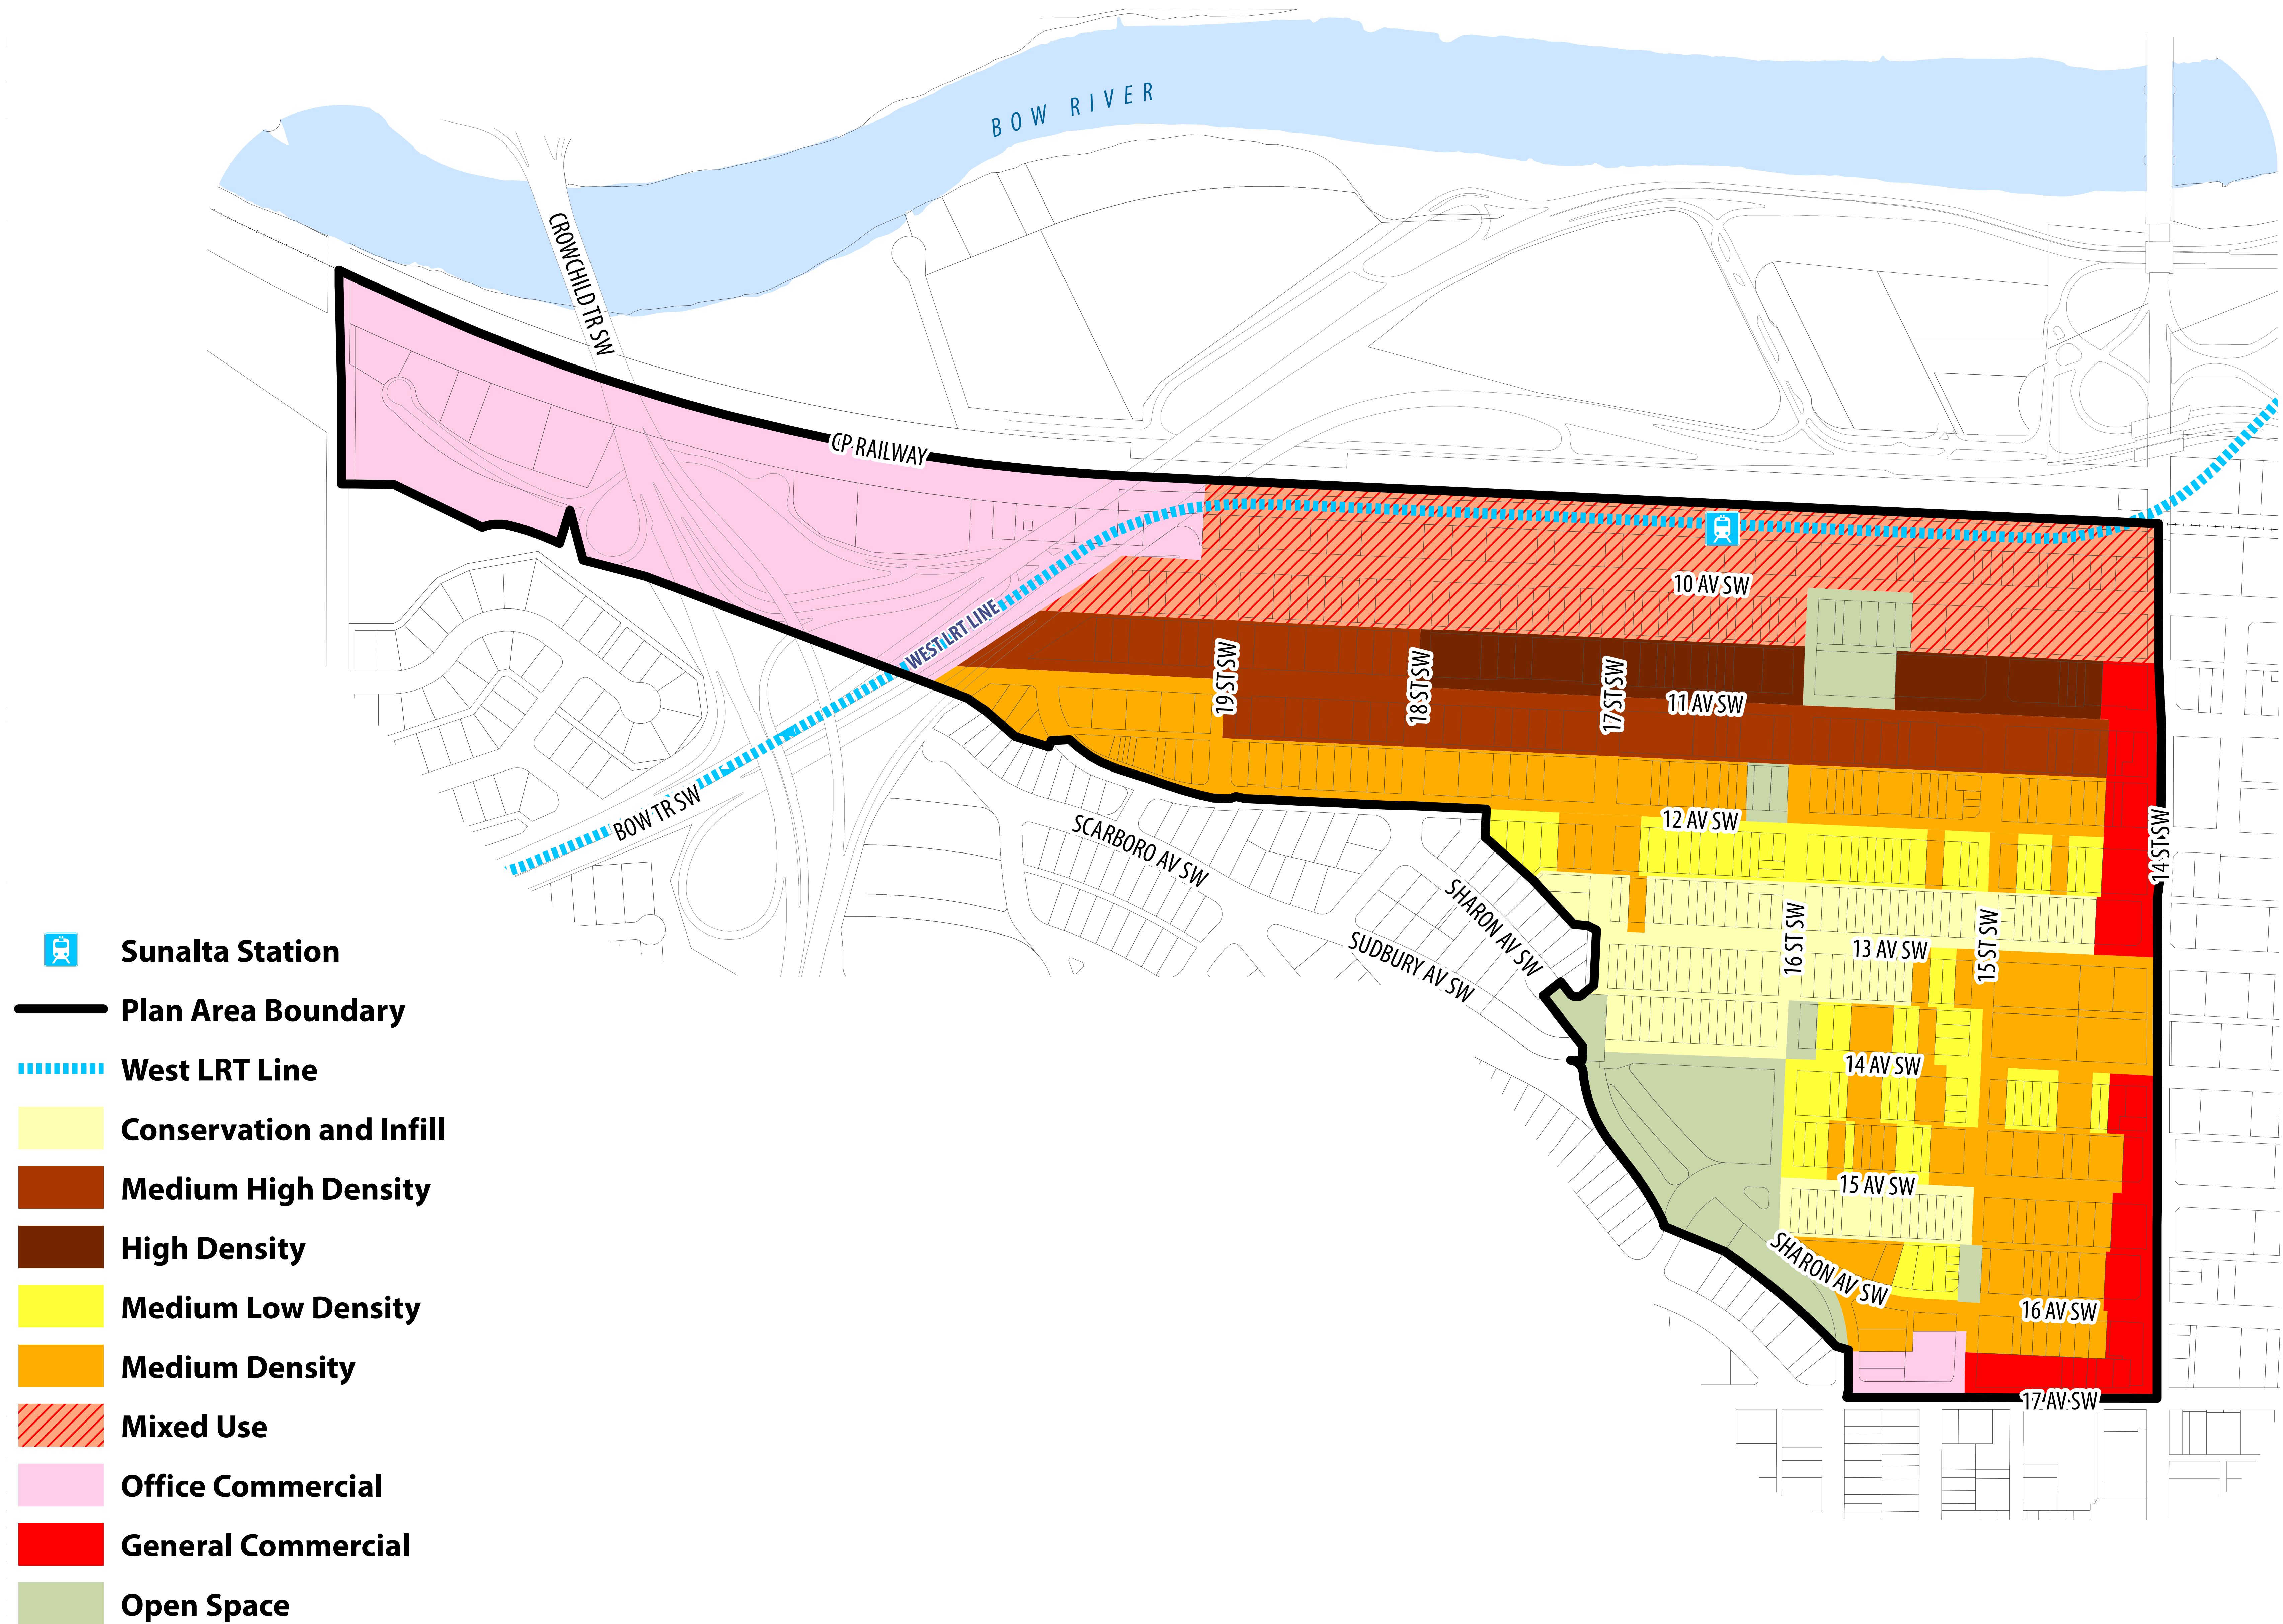 BOW RIVER
CROWCHILD TR SW
CP RAILWAY
WEST LRT LINE
10 AV SW
19 ST SW
18 ST SW
17 ST SW
11 AV SW
BOW TR SW
SCARBORO AV SW
12 AV SW
14 ST SW
SHARON AV SW
SUDBURY AV SW
16 ST SW
13 AV SW
15 ST SW
14 AV SW
15 AV SW
SHARON AV SW
16 AV SW
17 AV SW
Sunalta Station
Plan Area Boundary
West LRT Line
Conservation and Infill
Medium High Density
High Density
Medium Low Density
Medium Density
Mixed Use
Office Commercial
General Commercial
Open Space